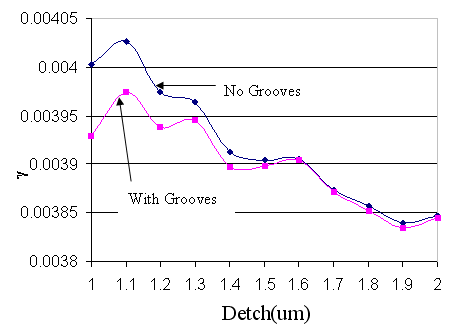 0.00405
0.004
0.00395
0.0039
0.00385
0.0038
γ
No Grooves
With Grooves
1 1.1 1.2 1.3 1.4 1.5 1.6 1.7 1.8 1.9 2
Detch(um)